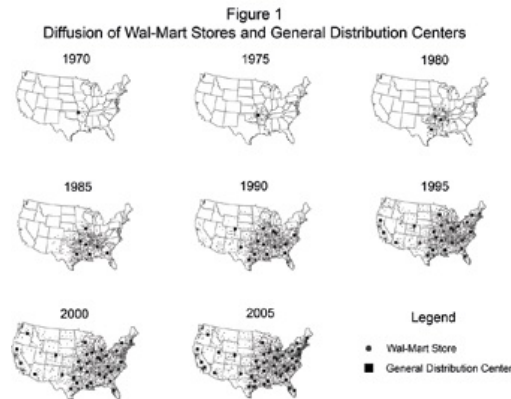 Figure 1
Diffusion of Wal-Mart Stores and General Distribution Centers
1970
1975
1980
1985
1990
1995
2000
2005
Legend
Wal-Mart Store
General Distribution Center